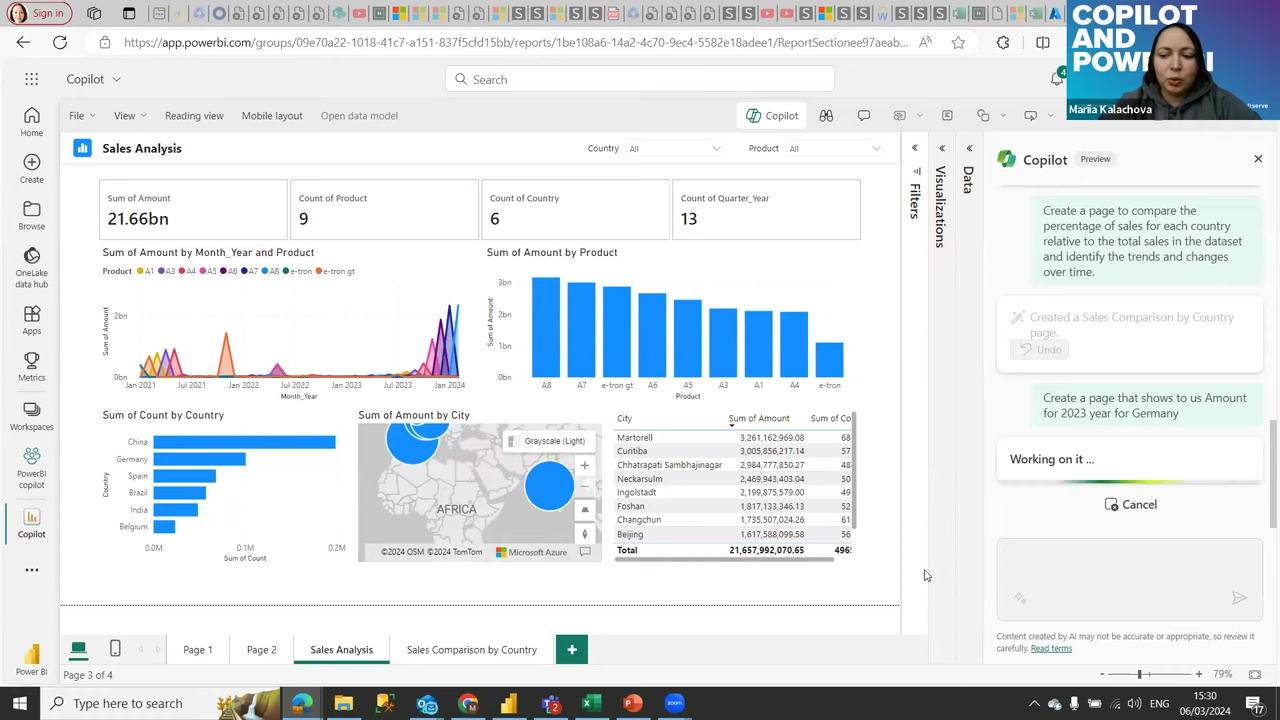 Sign in
https://app.powerbi.com/groups/09e70a22-1018-41c7-a151-837f5cfd15bb/reports/1be108a6-14a2-4c70-9ec4-5582e18adee1/ReportSectionee97aeab...
COPILOT
AND
POWERBI
Mariia Kalachova
Copilot
Search
4
File
View
Reading view
Mobile layout
Open data model
Copilot
Home
Create
Browse
OneLake
data hub
Apps
Metrics
Workspaces
PowerBI
copilot
Copilot
Power BI
Sales Analysis
Country
All
Product
All
Sum of Amount
21.66bn
Count of Product
9
Count of Country
6
Count of Quarter_Year
13
Sum of Amount by Month_Year and Product
Product A1 A3 A4 A5 A6 A7 A8 e-tron e-tron gt
Sum of Amount
2bn
0bn
Jan 2021 Jul 2021 Jan 2022 Jul 2022 Jan 2023 Jul 2023 Jan 2024
Month_Year
Sum of Amount by Product
Sum of Amount
3bn
2bn
1bn
0bn
A8 A7 e-tron gt A6 A5 A3 A1 A4 e-tron
Product
Sum of Count by Country
Country
China
Germany
Spain
Brazil
India
Belgium
0.0M 0.1M 0.2M
Sum of Count
Sum of Amount by City
Grayscale (Light)
AFRICA
©2024 OSM ©2024 TomTom
Microsoft Azure
City Sum of Amount Sum of Co
Martorell 3,261,162,969.08 68
Curitiba 3,005,856,217.14 57
Chhatrapati Sambhajinagar 2,984,777,850.27 48
Neckarsulm 2,469,943,403.04 50
Ingolstadt 2,199,875,579.00 49
Foshan 1,817,133,346.13 52
Changchun 1,735,507,024.26 61
Beijing 1,617,588,099.58 56
Total 21,657,992,070.65 496
Filters
Visualizations
Data
Copilot
Preview
Create a page to compare the
percentage of sales for each country
relative to the total sales in the dataset
and identify the trends and changes
over time.
Created a Sales Comparison by Country
page.
Undo
Create a page that shows to us Amount
for 2023 year for Germany
Working on it ...
Cancel
Content created by AI may not be accurate or appropriate, so review it
carefully. Read terms
Page 1
Page 2
Sales Analysis
Sales Comparison by Country
Page 3 of 4
79%
Type here to search
ENG
15:30
06/03/2024
17